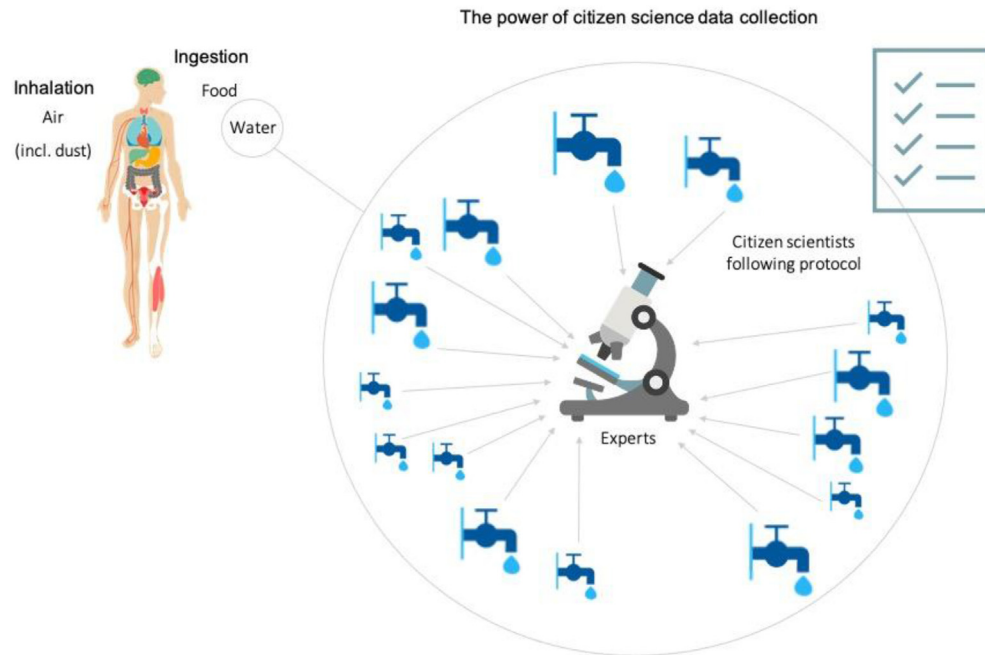 The power of citizen science data collection
Ingestion
Inhalation
Food
Air
Water
(incl. dust)
Citizen scientists
following protocol
Experts